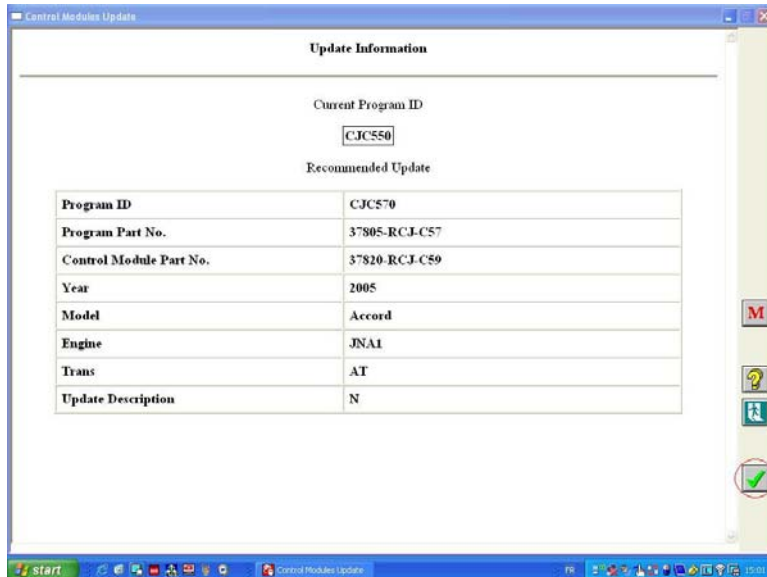 Control Modules Update
Update Information
Current Program ID
CJC550
Recommended Update
Program ID CJC570
Program Part No. 37805-RCJ-C57
Control Module Part No. 37820-RCJ-C59
Year 2005
Model Accord
Engine JNA1
Trans AT
Update Description N
M
?
start Control Modules Update FR 15:01